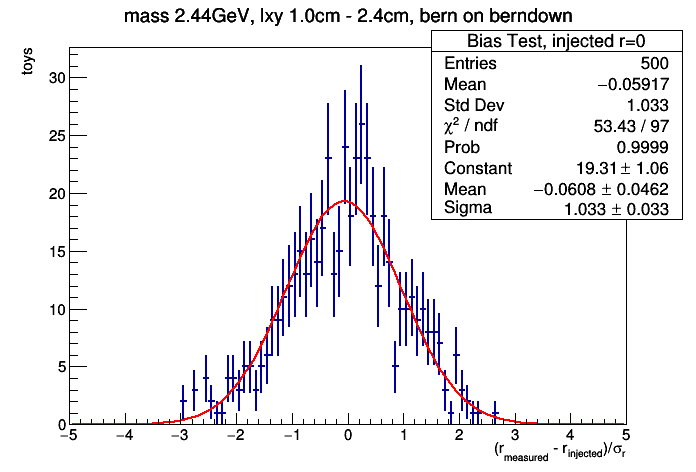 mass 2.44GeV, lxy 1.0cm - 2.4cm, bern on berndown
Bias Test, injected r=0
Entries 500
Mean −0.05917
Std Dev 1.033
χ² / ndf 53.43 / 97
Prob 0.9999
Constant 19.31 ± 1.06
Mean −0.0608 ± 0.0462
Sigma 1.033 ± 0.033
toys
30
25
20
15
10
5
0
−5 −4 −3 −2 −1 0 1 2 3 4 5
(r_measured - r_injected)/σ_r